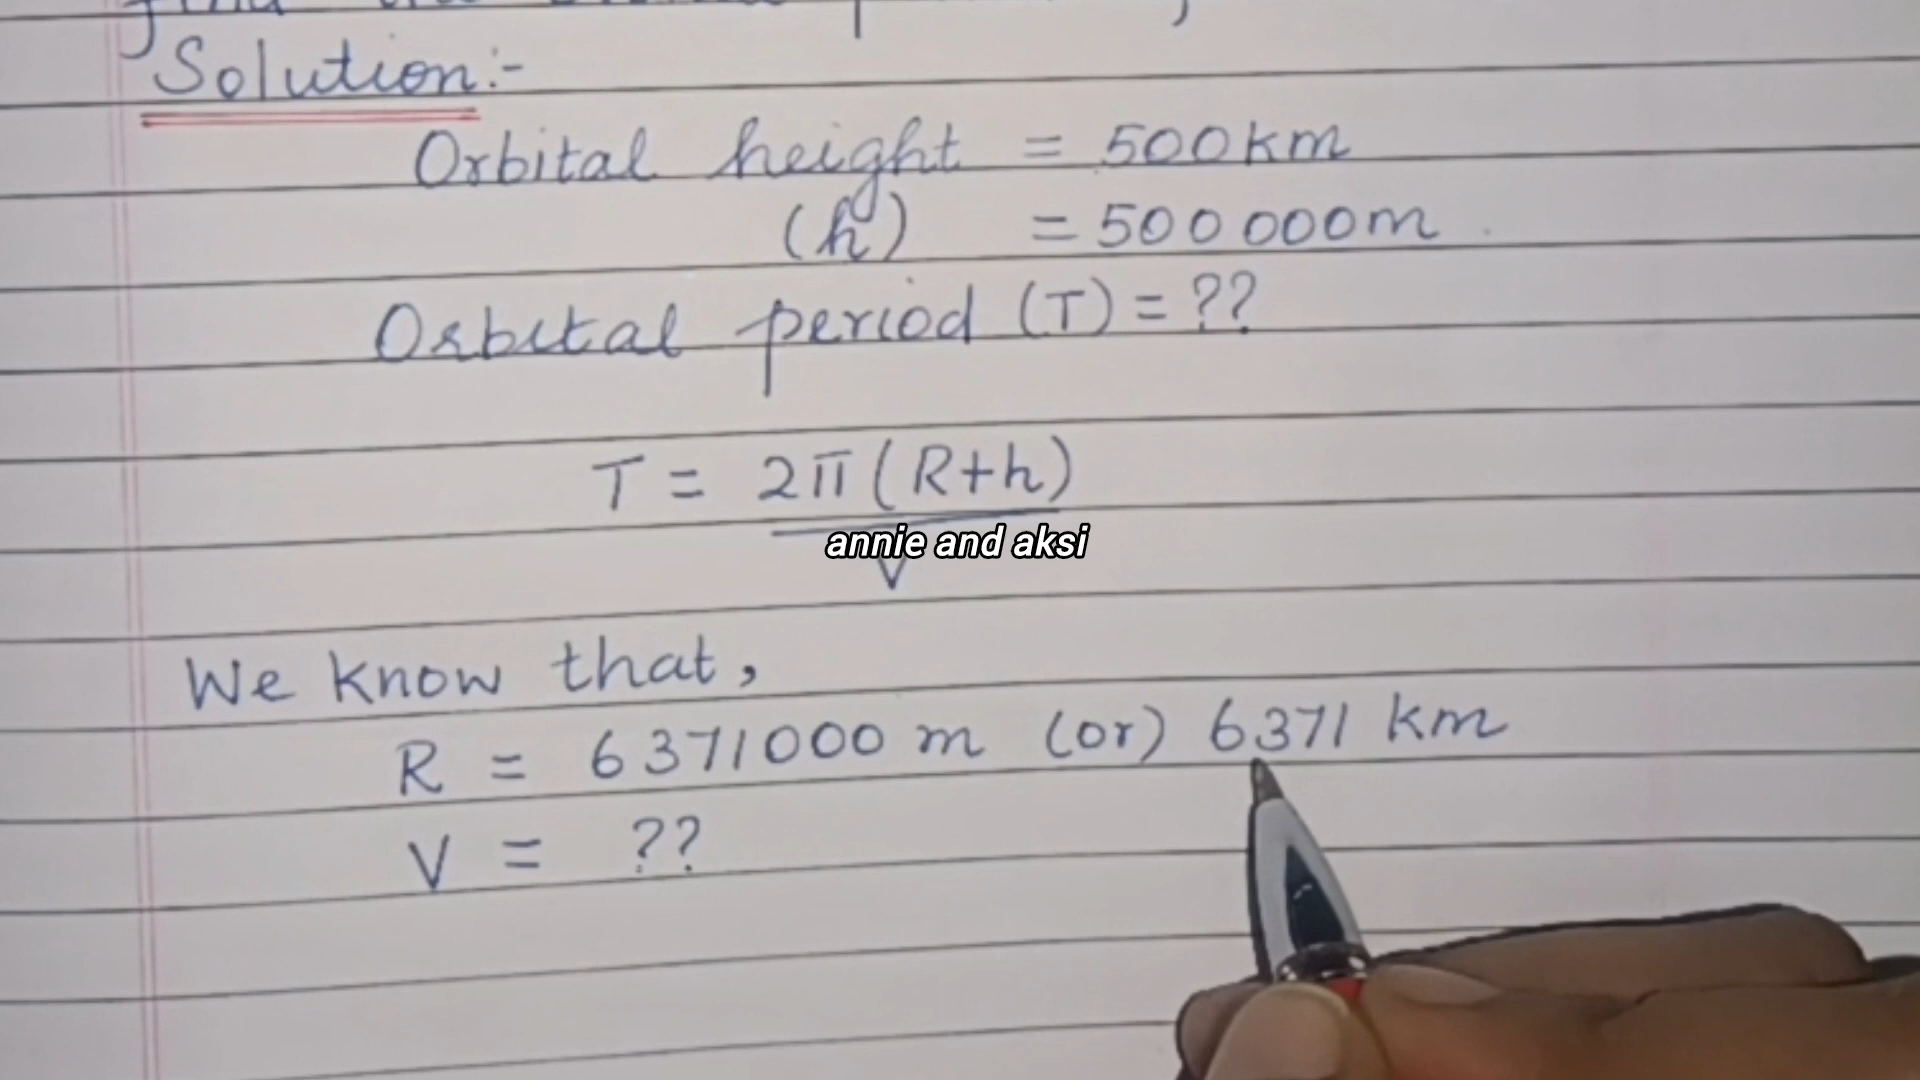 Solution:-
Orbital height = 500km
(h) = 500 000m
Orbital period (T) = ??
T = 2π(R+h)
annie and aksi
V
We know that,
R = 6371000 m (or) 6371 km
V = ??